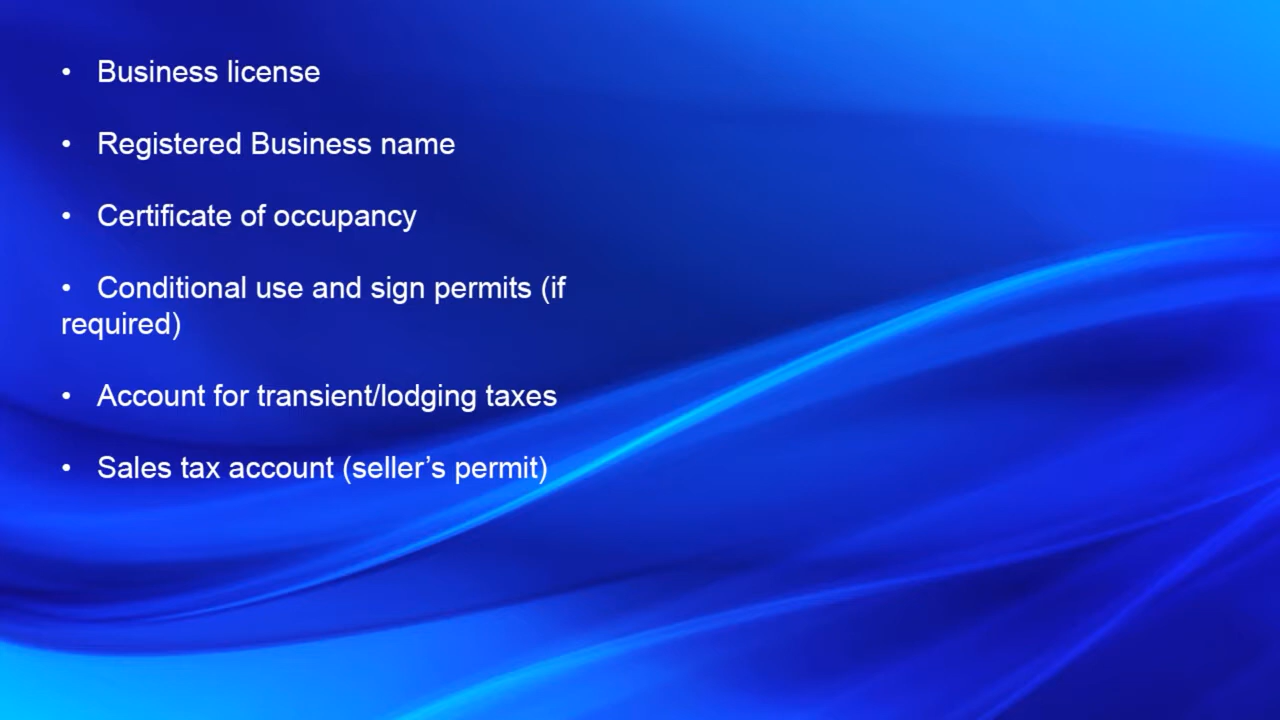 • Business license
• Registered Business name
• Certificate of occupancy
• Conditional use and sign permits (if
required)
• Account for transient/lodging taxes
• Sales tax account (seller’s permit)